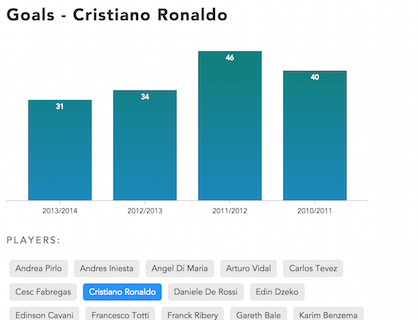 Goals - Cristiano Ronaldo
46
40
34
31
2013/2014 2012/2013 2011/2012 2010/2011
PLAYERS:
Andrea Pirlo Andres Iniesta Angel Di Maria Arturo Vidal Carlos Tevez
Cesc Fabregas Cristiano Ronaldo Daniele De Rossi Edin Dzeko
Edinson Cavani Francesco Totti Franck Ribery Gareth Bale Karim Benzema